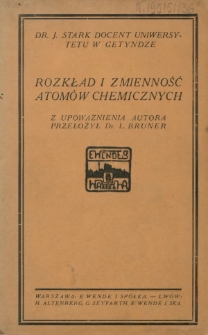 DR. J. STARK DOCENT UNIWERSY-
TETU W GETYNDZE
ROZKŁAD I ZMIENNOŚĆ
ATOMÓW CHEMICZNYCH
Z UPOWAŻNIENIA AUTORA
PRZEŁOŻYŁ DR. L. BRUNER
E.WENDE S
WARSZAWA: E. WENDE I SPÓŁKA — LWÓW:
H. ALTENBERG, G. SEYFARTH, E. WENDE I SKA.